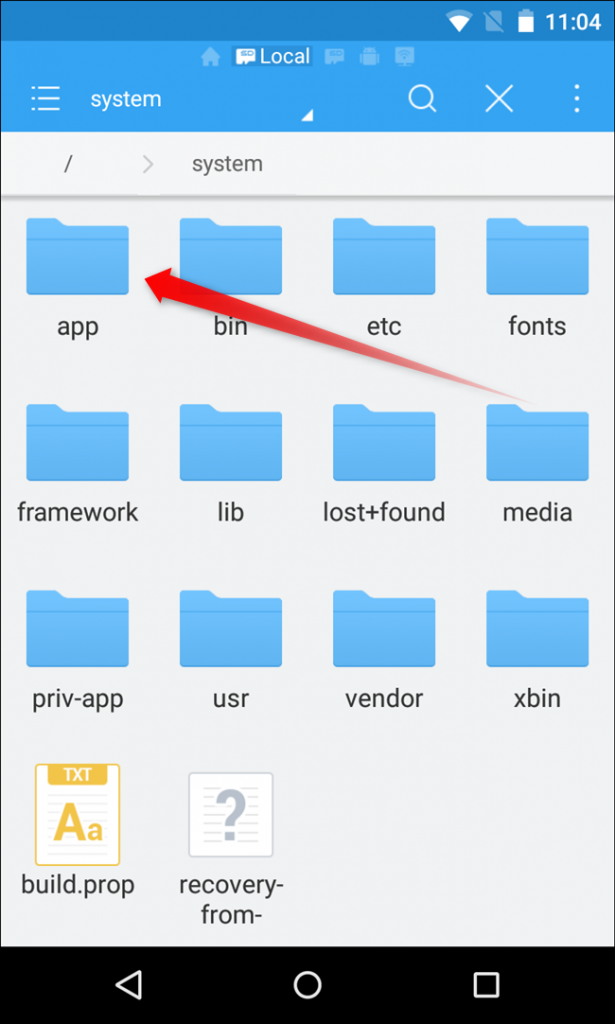 11:04
SD Local
system
/ system
app bin etc fonts
framework lib lost+found media
priv-app usr vendor xbin
TXT
Aa ?
build.prop recovery-
from-